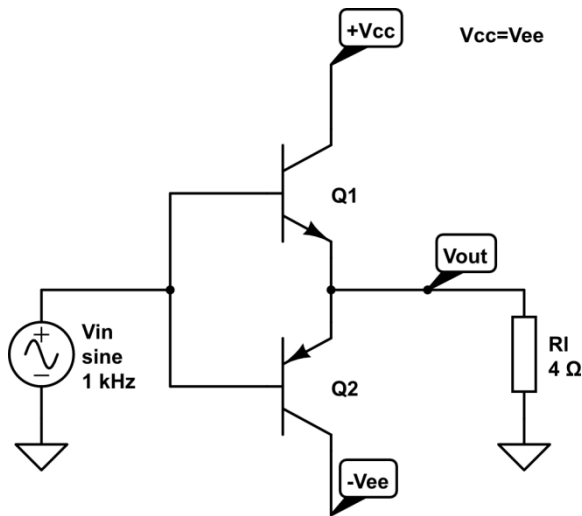 +Vcc
Vcc=Vee
Q1
Vout
Vin
sine
1 kHz
Rl
4 Ω
Q2
-Vee